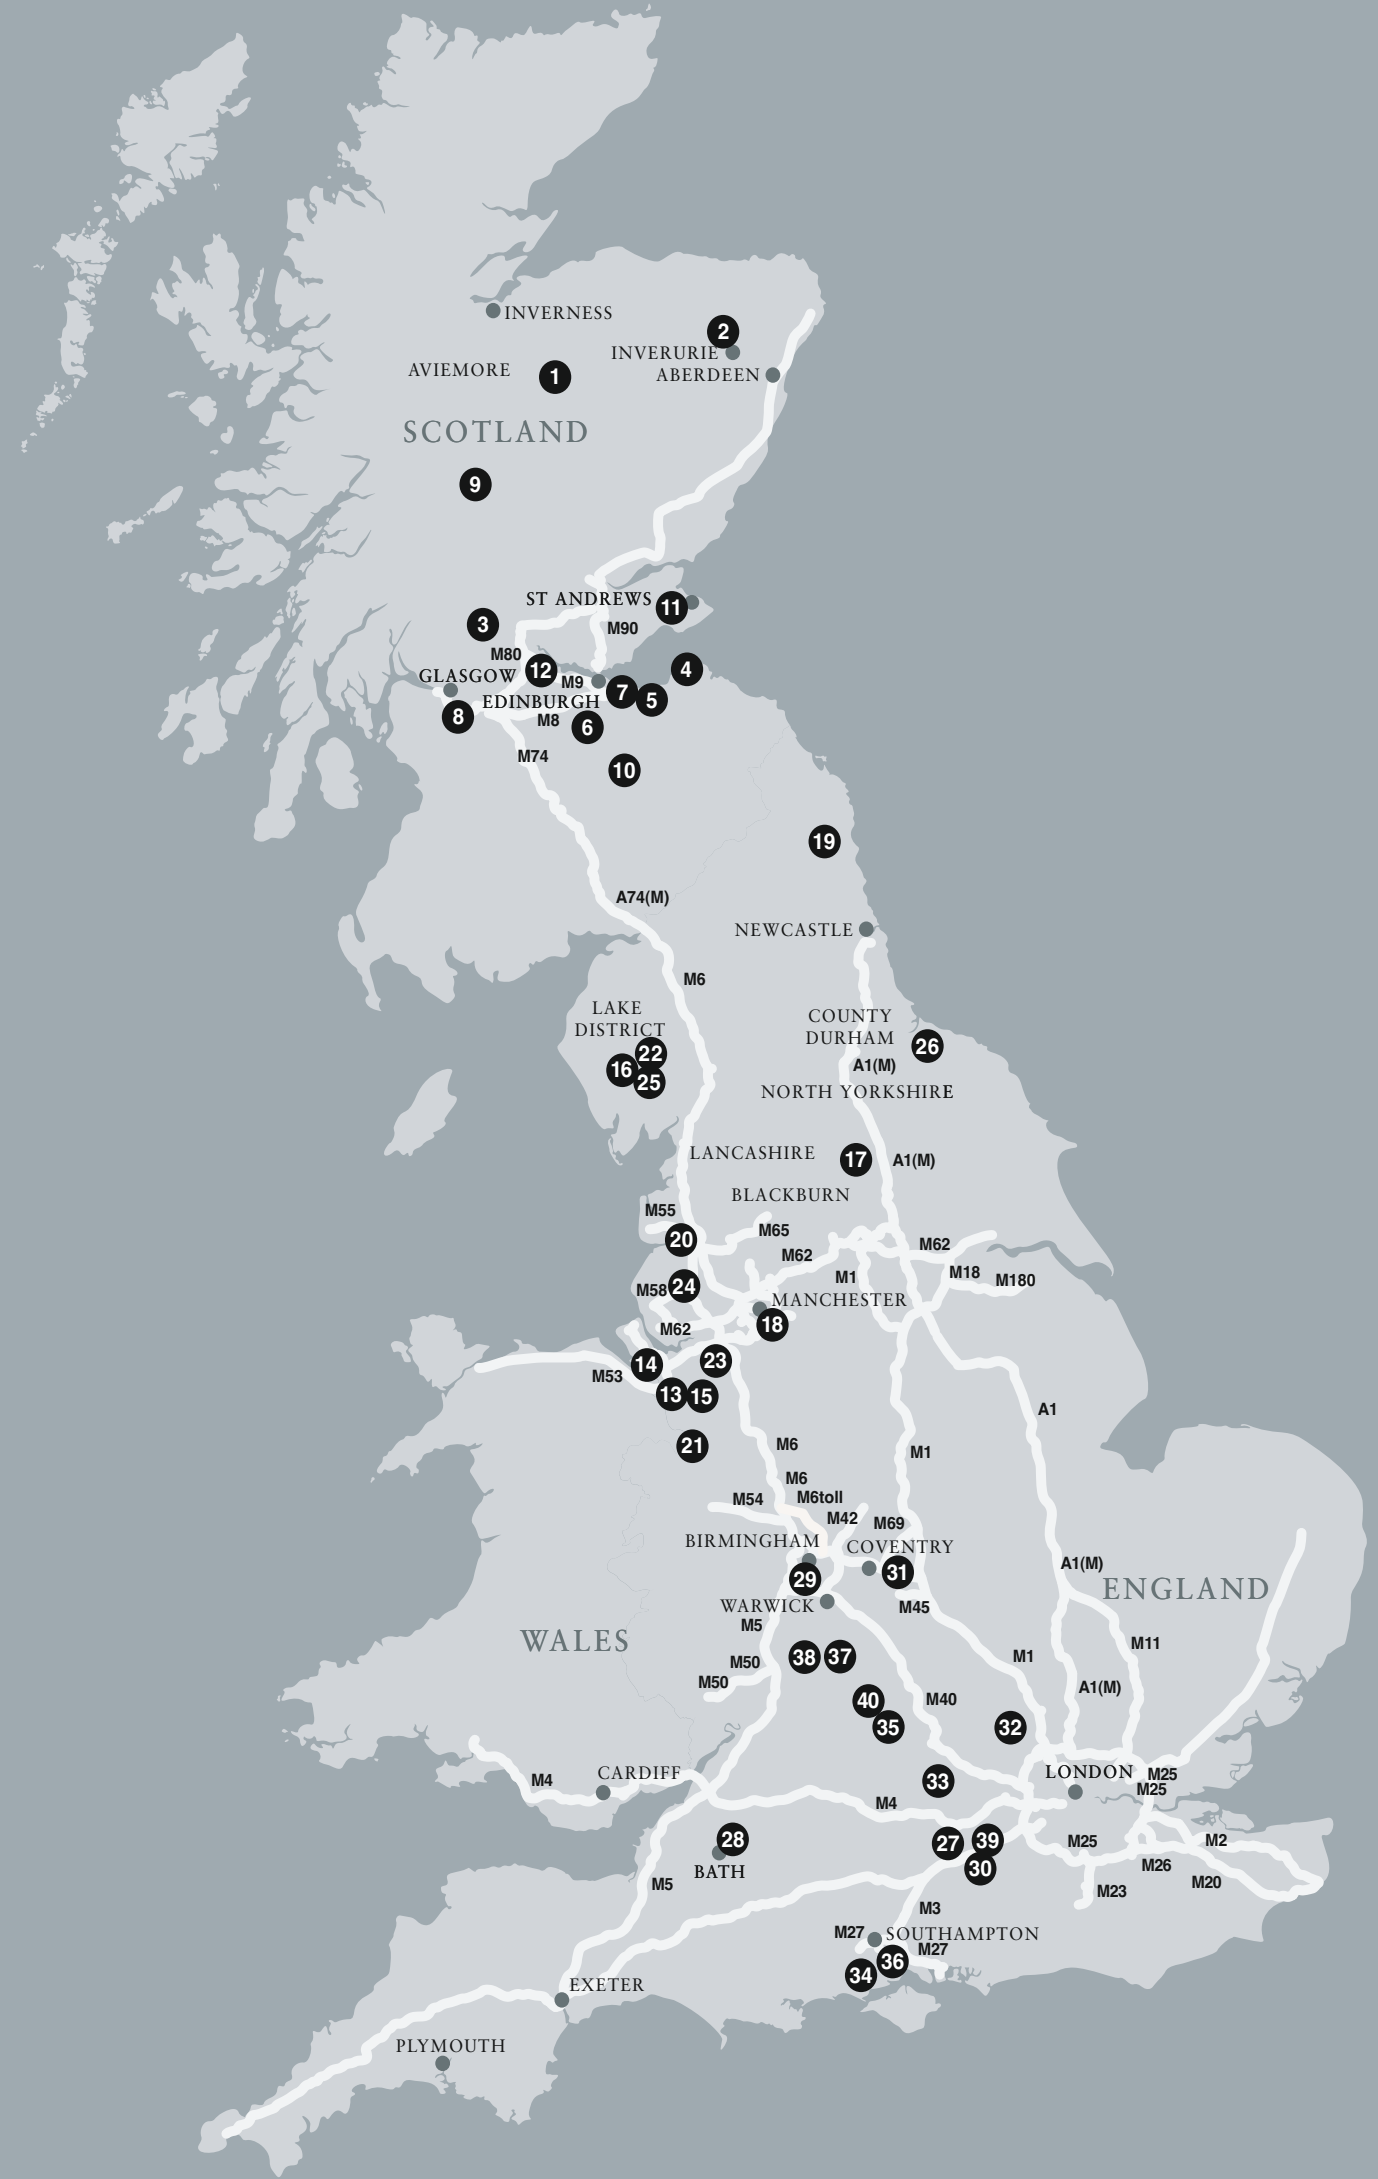 INVERNESS
2
INVERURIE
AVIEMORE
1
ABERDEEN
SCOTLAND
9
ST ANDREWS
11
3
M90
M80
12
4
GLASGOW
M9
7
5
EDINBURGH
8
M8
6
M74
10
19
A74(M)
NEWCASTLE
M6
LAKE
DISTRICT
COUNTY
DURHAM
26
22
16
25
A1(M)
NORTH YORKSHIRE
LANCASHIRE
17
A1(M)
BLACKBURN
M55
20
M65
M62
M62
M18
M180
M1
M58
24
MANCHESTER
18
M62
14
23
M53
13
15
A1
21
M6
M1
M6
M6toll
M54
M42
M69
BIRMINGHAM
COVENTRY
29
31
A1(M)
ENGLAND
WARWICK
M45
M5
WALES
M11
38
37
M1
M50
M50
A1(M)
40
M40
35
32
CARDIFF
LONDON
M25
M25
M4
33
M4
28
27
39
30
M25
M2
M26
BATH
M5
M20
M23
M3
M27
SOUTHAMPTON
M27
36
34
EXETER
PLYMOUTH